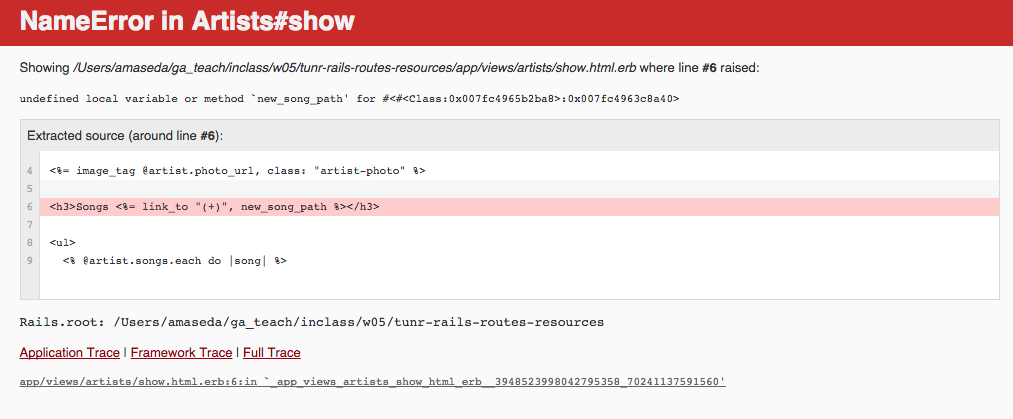 NameError in Artists#show
Showing /Users/amaseda/ga_teach/inclass/w05/tunr-rails-routes-resources/app/views/artists/show.html.erb where line #6 raised:
undefined local variable or method `new_song_path' for #<#<Class:0x007fc4965b2ba8>:0x007fc4963c8a40>
Extracted source (around line #6):
4 <%= image_tag @artist.photo_url, class: "artist-photo" %>
5
6 <h3>Songs <%= link_to "(+)", new_song_path %></h3>
7
8 <ul>
9 <% @artist.songs.each do |song| %>
Rails.root: /Users/amaseda/ga_teach/inclass/w05/tunr-rails-routes-resources
Application Trace | Framework Trace | Full Trace
app/views/artists/show.html.erb:6:in `_app_views_artists_show_html_erb__3948523998042795358_70241137591560'